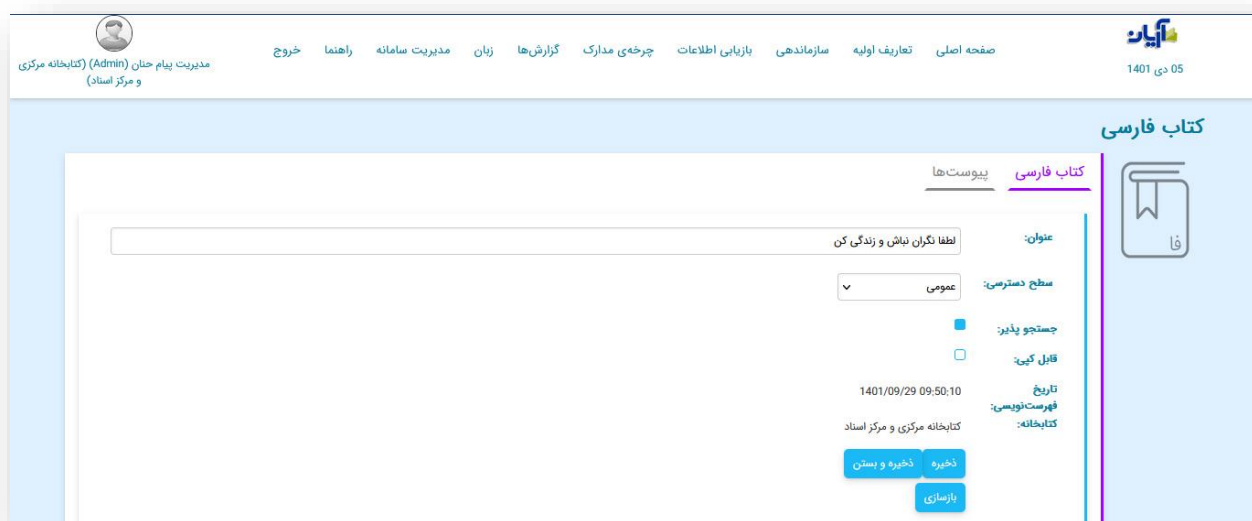 آپان
05 دی 1401
صفحه اصلی تعاریف اولیه سازماندهی بازیابی اطلاعات چرخه‌ی مدارک گزارش‌ها زبان مدیریت سامانه راهنما خروج
مدیریت پیام حنان (Admin) (کتابخانه مرکزی
و مرکز اسناد)
کتاب فارسی
فا
کتاب فارسی پیوست‌ها
عنوان: لطفا نگران نباش و زندگی کن
سطح دسترسی: عمومی
جستجو پذیر:
قابل کپی:
تاریخ
فهرست‌نویسی: 1401/09/29 09:50:10
کتابخانه: کتابخانه مرکزی و مرکز اسناد
ذخیره ذخیره و بستن
بازسازی